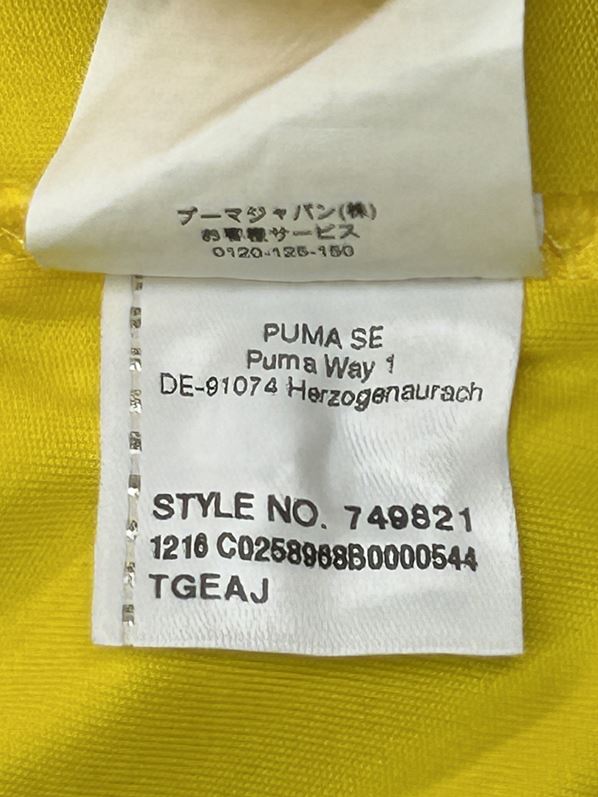 プーマジャパン(株)
お客様サービス
0120-125-150
PUMA SE
Puma Way 1
DE-91074 Herzogenaurach
STYLE NO. 749821
1216 C0258968B0000544
TGEAJ